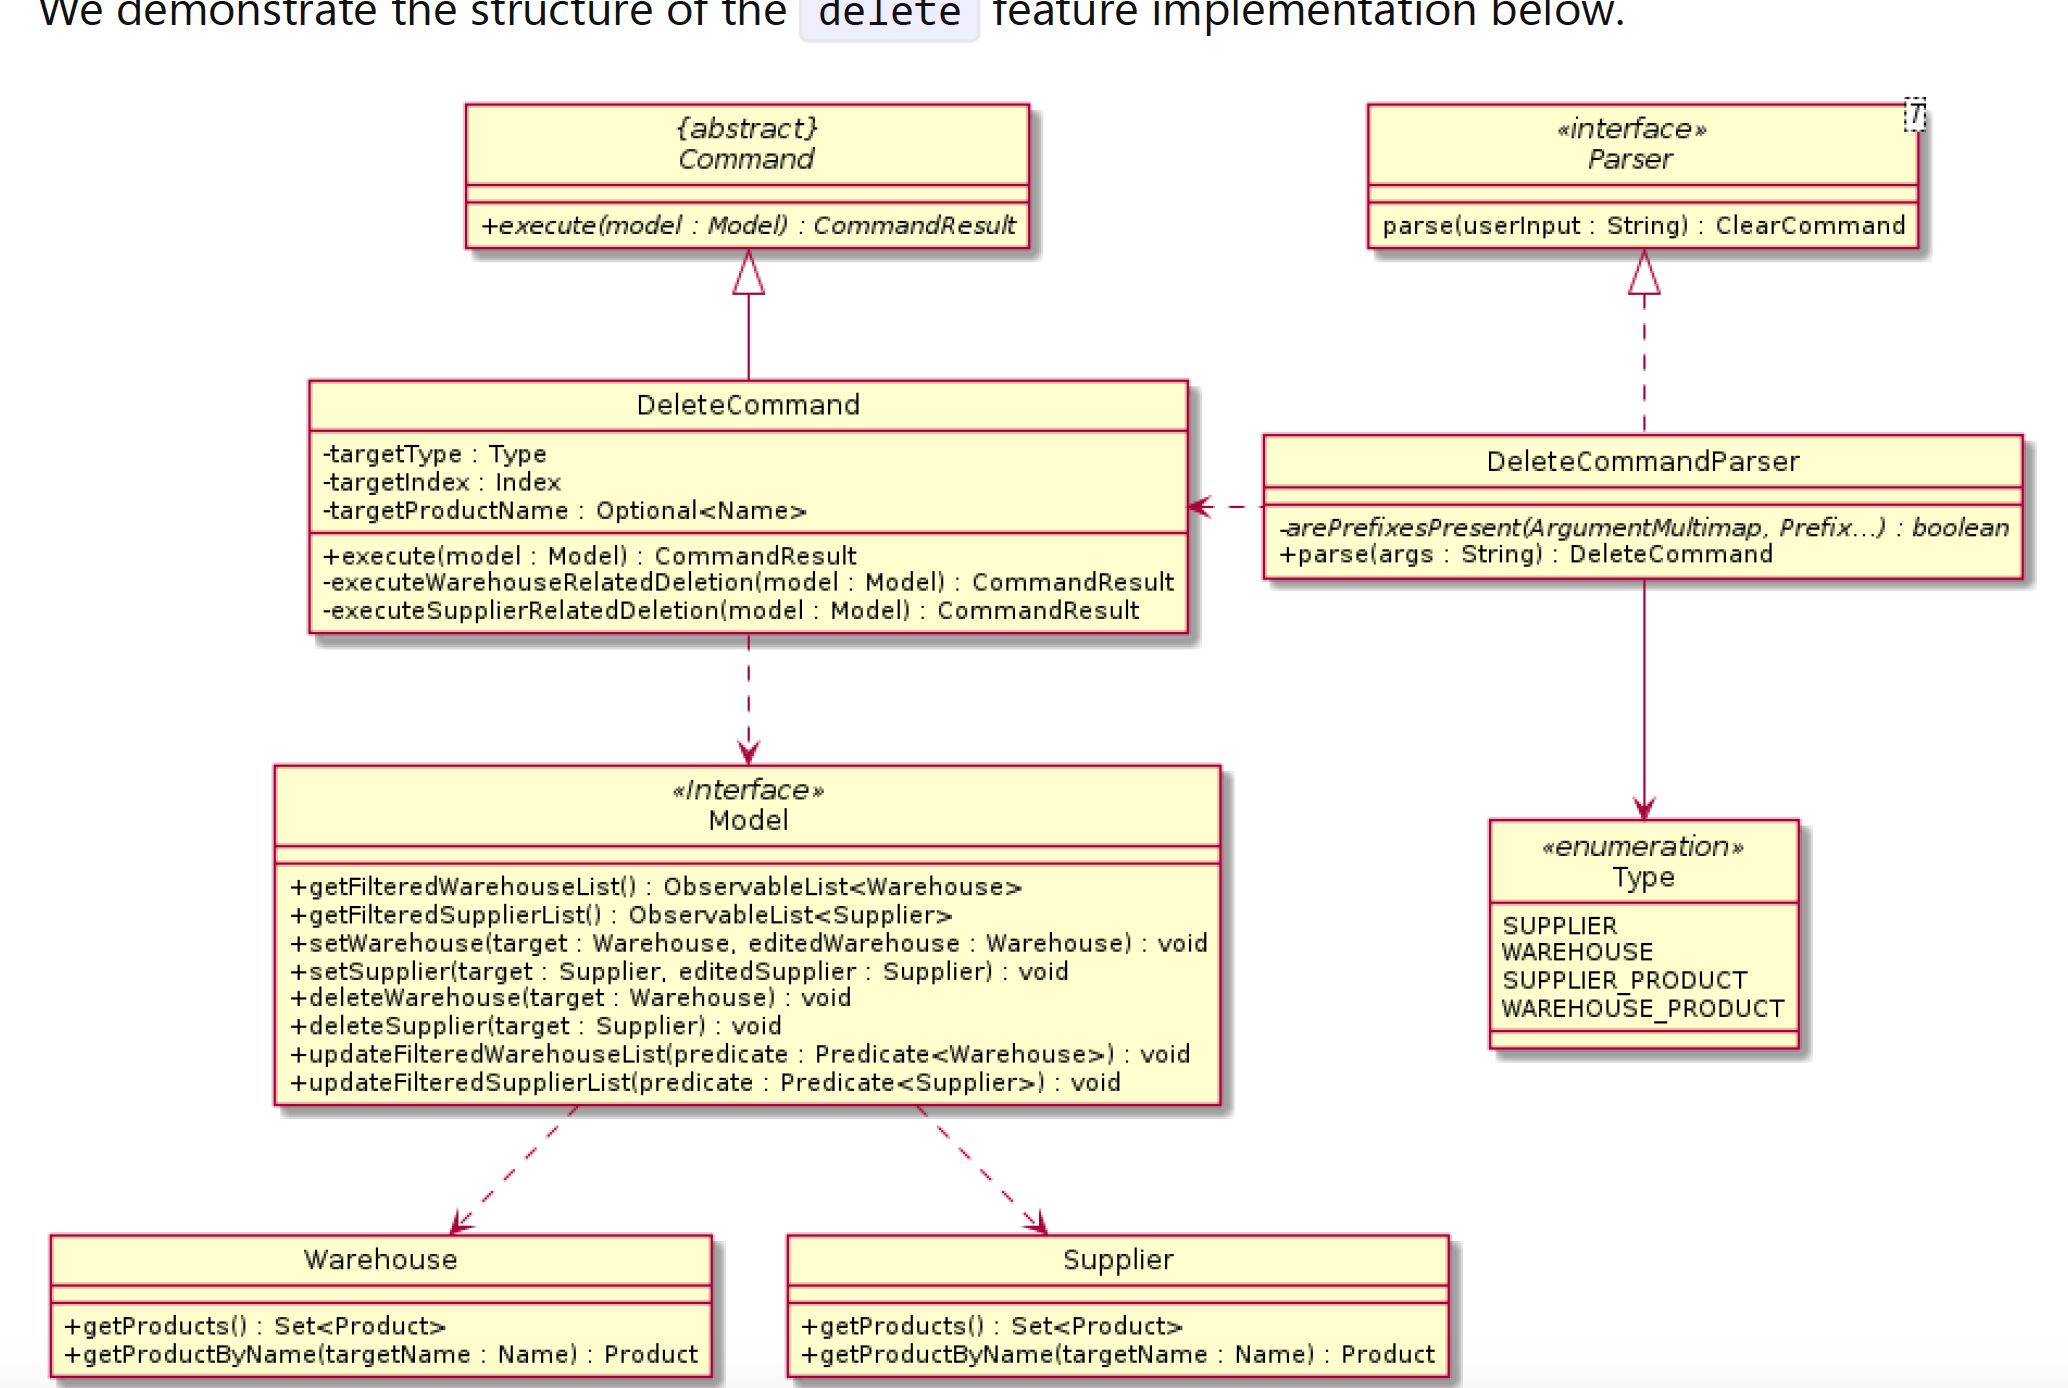 We demonstrate the structure of the delete feature implementation below.
{abstract}
Command
+execute(model : Model) : CommandResult
«interface»
Parser
T
parse(userInput : String) : ClearCommand
DeleteCommand
-targetType : Type
-targetIndex : Index
-targetProductName : Optional<Name>
+execute(model : Model) : CommandResult
-executeWarehouseRelatedDeletion(model : Model) : CommandResult
-executeSupplierRelatedDeletion(model : Model) : CommandResult
DeleteCommandParser
-arePrefixesPresent(ArgumentMultimap, Prefix...) : boolean
+parse(args : String) : DeleteCommand
«Interface»
Model
+getFilteredWarehouseList() : ObservableList<Warehouse>
+getFilteredSupplierList() : ObservableList<Supplier>
+setWarehouse(target : Warehouse, editedWarehouse : Warehouse) : void
+setSupplier(target : Supplier, editedSupplier : Supplier) : void
+deleteWarehouse(target : Warehouse) : void
+deleteSupplier(target : Supplier) : void
+updateFilteredWarehouseList(predicate : Predicate<Warehouse>) : void
+updateFilteredSupplierList(predicate : Predicate<Supplier>) : void
«enumeration»
Type
SUPPLIER
WAREHOUSE
SUPPLIER_PRODUCT
WAREHOUSE_PRODUCT
Warehouse
+getProducts() : Set<Product>
+getProductByName(targetName : Name) : Product
Supplier
+getProducts() : Set<Product>
+getProductByName(targetName : Name) : Product